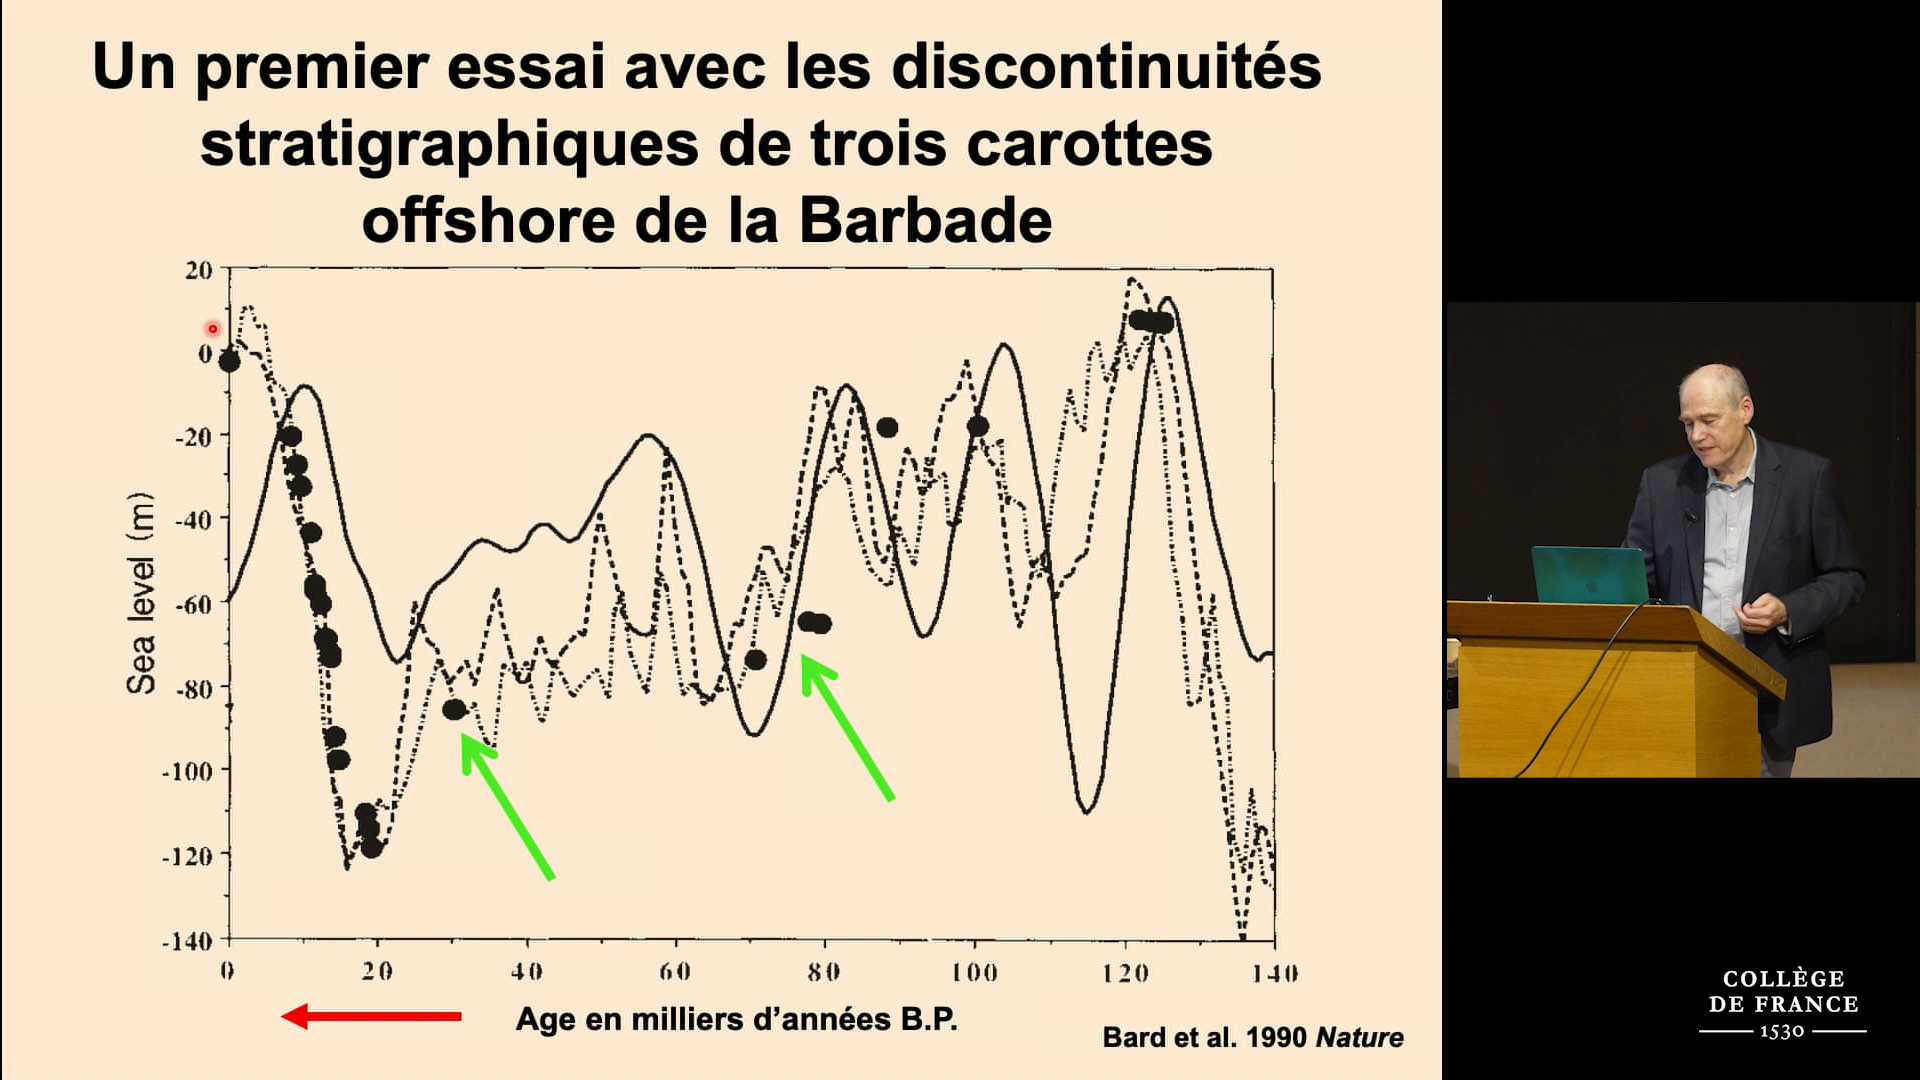 Un premier essai avec les discontinuités
stratigraphiques de trois carottes
offshore de la Barbade
20
0
-20
-40
-60
-80
-100
-120
-140
Sea level (m)
0 20 40 60 80 100 120 140
Age en milliers d'années B.P.
Bard et al. 1990 Nature
COLLÈGE
DE FRANCE
1530